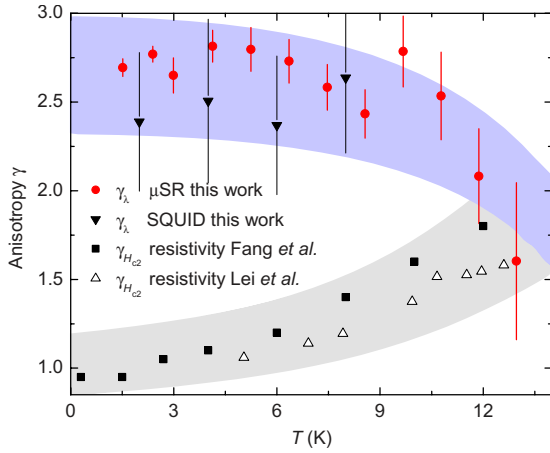 3.0
2.5
2.0
1.5
1.0
Anisotropy γ
γλ μSR this work
γλ SQUID this work
γHc2 resistivity Fang et al.
γHc2 resistivity Lei et al.
0 3 6 9 12
T (K)